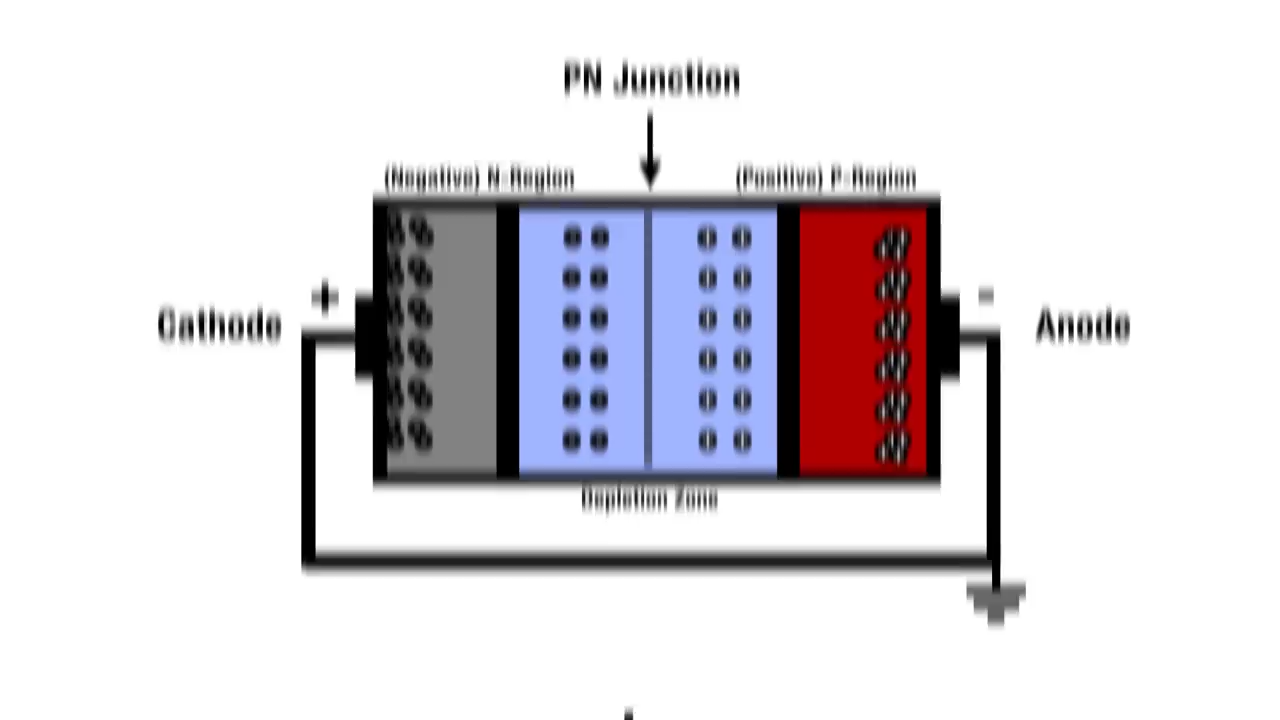 PN Junction
(Negative) N-Region
(Positive) P-Region
+
-
Cathode
Anode
Depletion Zone